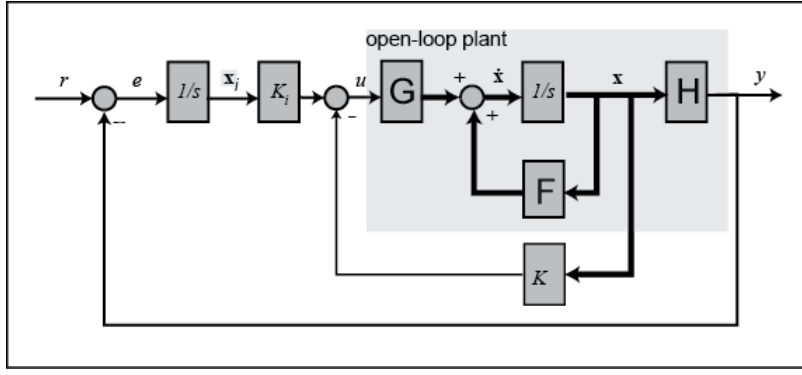 open-loop plant
r
e
1/s
x_i
K_i
u
G
+
ẋ
1/s
x
H
y
−
-
+
F
K